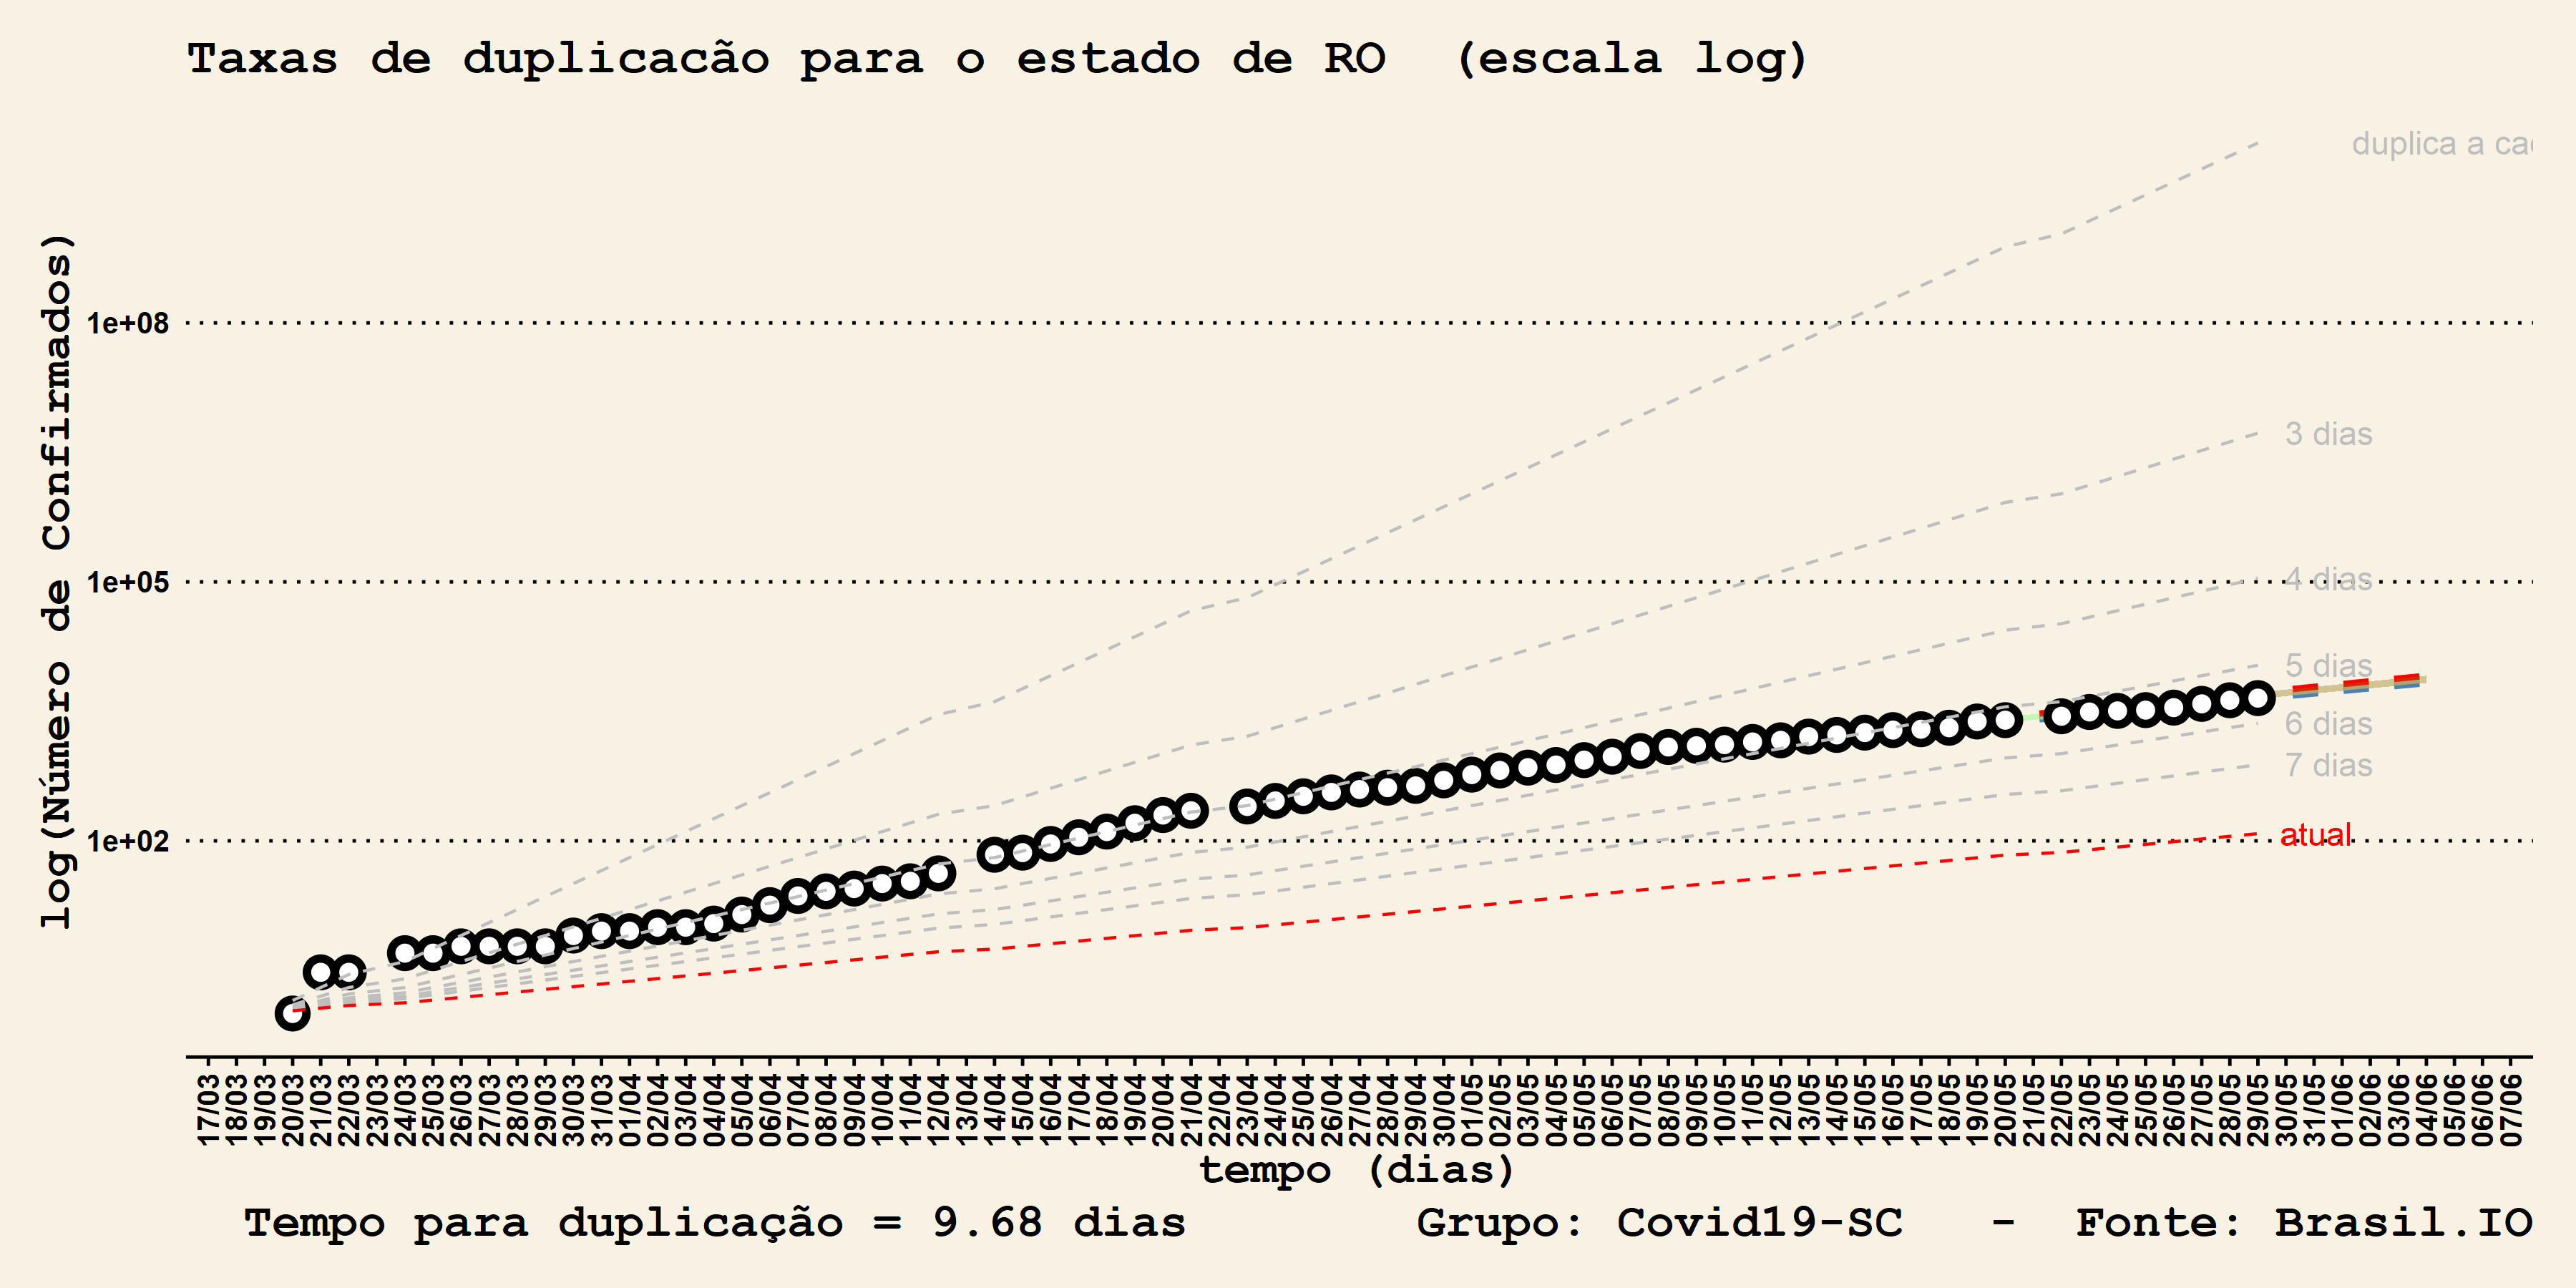 Taxas de duplicacão para o estado de RO  (escala log)
log(Número de Confirmados)
duplica a ca
1e+08
3 dias
1e+05
4 dias
5 dias
6 dias
7 dias
1e+02
atual
17/03 18/03 19/03 20/03 21/03 22/03 23/03 24/03 25/03 26/03 27/03 28/03 29/03 30/03 31/03 01/04 02/04 03/04 04/04 05/04 06/04 07/04 08/04 09/04 10/04 11/04 12/04 13/04 14/04 15/04 16/04 17/04 18/04 19/04 20/04 21/04 22/04 23/04 24/04 25/04 26/04 27/04 28/04 29/04 30/04 01/05 02/05 03/05 04/05 05/05 06/05 07/05 08/05 09/05 10/05 11/05 12/05 13/05 14/05 15/05 16/05 17/05 18/05 19/05 20/05 21/05 22/05 23/05 24/05 25/05 26/05 27/05 28/05 29/05 30/05 31/05 01/06 02/06 03/06 04/06 05/06 06/06 07/06
tempo (dias)
Tempo para duplicação = 9.68 dias
Grupo: Covid19-SC  -  Fonte: Brasil.IO